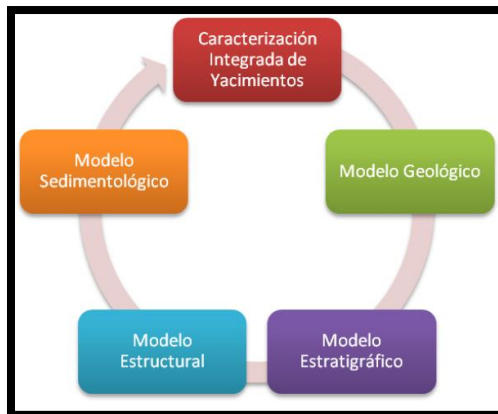 Caracterización
Integrada de
Yacimientos
Modelo Geológico
Modelo
Estratigráfico
Modelo
Estructural
Modelo
Sedimentológico